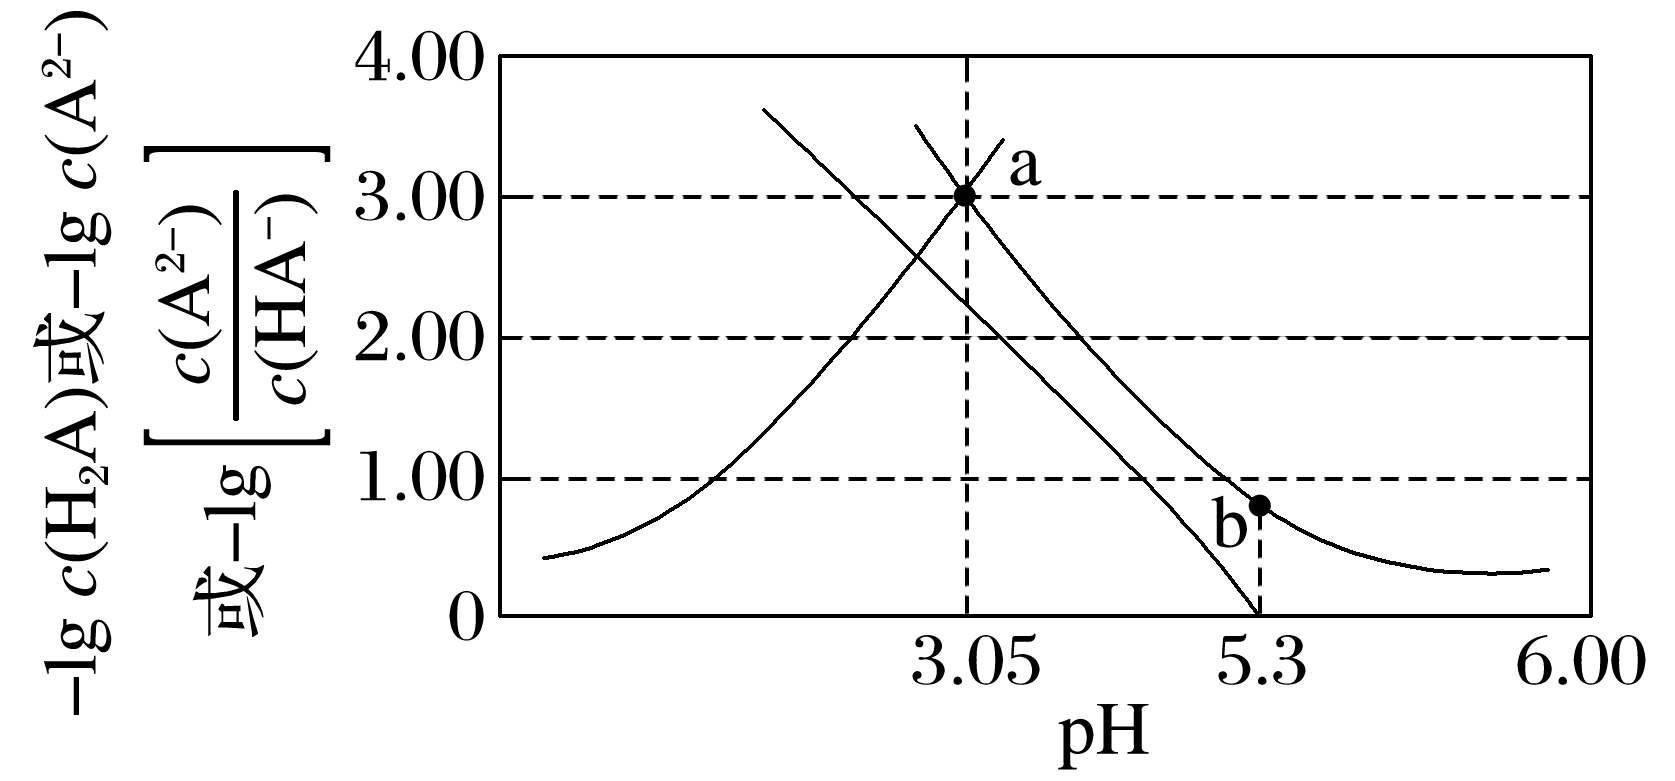 −lg c(H₂A)或−lg c(A²⁻)
或−lg[c(A²⁻)/c(HA⁻)]
4.00
3.00
2.00
1.00
0
a
b
3.05 5.3 6.00
pH